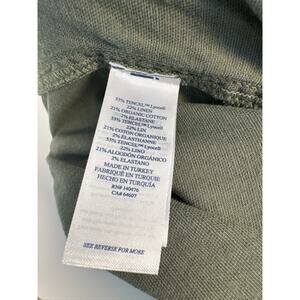 55% TENCEL™ Lyocell
22% LINEN
21% ORGANIC COTTON
2% ELASTANE
55% TENCEL™ Lyocell
22% LIN
21% COTON ORGANIQUE
2% ÉLASTHANNE
55% TENCEL™ Lyocell
22% LINO
21% ALGODÓN ORGÁNICO
2% ELASTANO
MADE IN TURKEY
FABRIQUÉ EN TURQUIE
HECHO EN TURQUÍA
RN# 140476
CA# 64607
SEE REVERSE FOR MORE